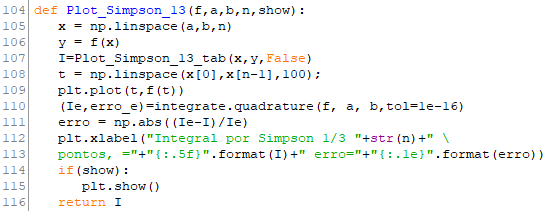 104 def Plot_Simpson_13(f,a,b,n,show):
105     x = np.linspace(a,b,n)
106     y = f(x)
107     I=Plot_Simpson_13_tab(x,y,False)
108     t = np.linspace(x[0],x[n-1],100);
109     plt.plot(t,f(t))
110     (Ie,erro_e)=integrate.quadrature(f, a, b,tol=1e-16)
111     erro = np.abs((Ie-I)/Ie)
112     plt.xlabel("Integral por Simpson 1/3 "+str(n)+" \
113     pontos, ="+"{:.5f}".format(I)+" erro="+"{:.1e}".format(erro))
114     if(show):
115         plt.show()
116     return I